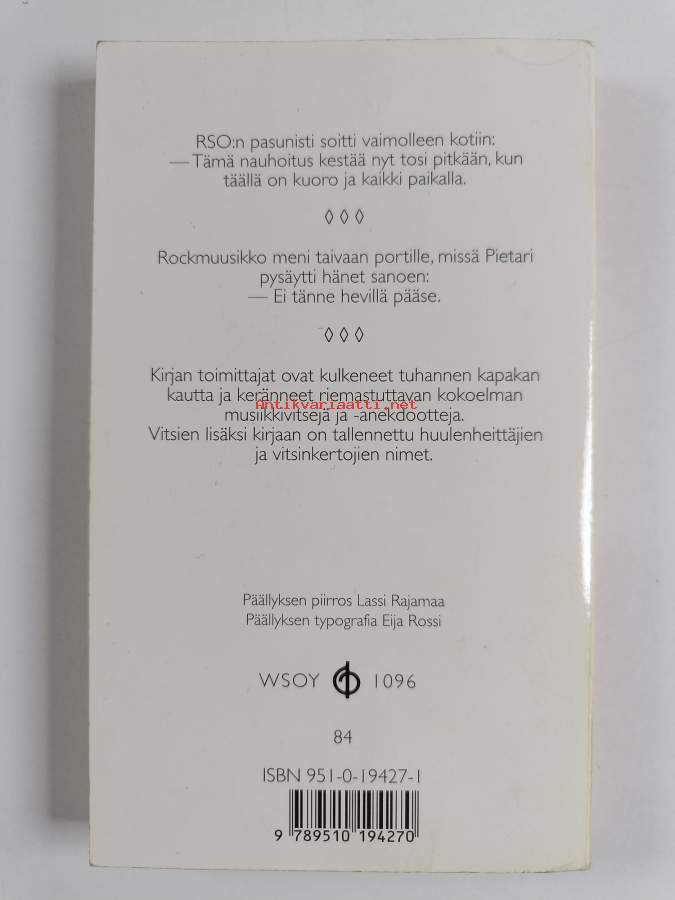 RSO:n pasunisti soitti vaimolleen kotiin:
— Tämä nauhoitus kestää nyt tosi pitkään, kun
täällä on kuoro ja kaikki paikalla.
◊ ◊ ◊
Rockmuusikko meni taivaan portille, missä Pietari
pysäytti hänet sanoen:
— Ei tänne hevillä pääse.
◊ ◊ ◊
Kirjan toimittajat ovat kulkeneet tuhannen kapakan
kautta ja keränneet riemastuttavan kokoelman
Antikvariaatti.net
musiikkivitsejä ja -anekdootteja.
Vitsien lisäksi kirjaan on tallennettu huulenheittäjien
ja vitsinkertojien nimet.
Päällyksen piirros Lassi Rajamaa
Päällyksen typografia Eija Rossi
WSOY 1096
84
ISBN 951-0-19427-1
9 789510 194270